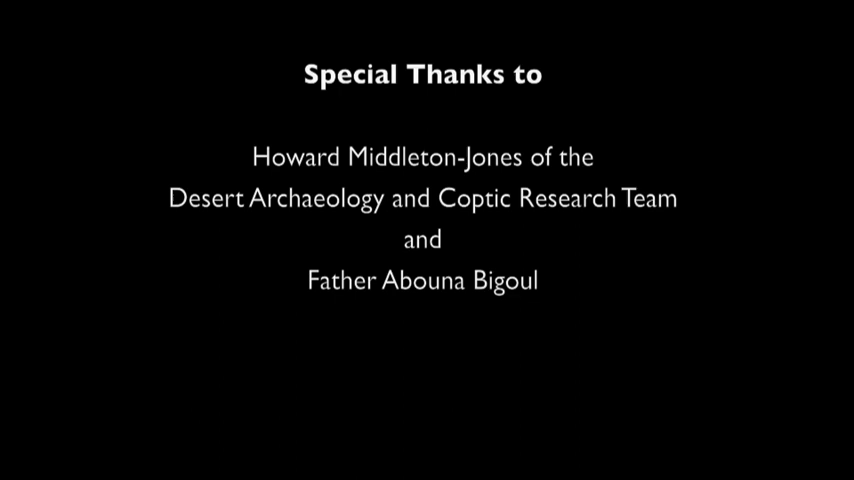 Special Thanks to
Howard Middleton-Jones of the
Desert Archaeology and Coptic Research Team
and
Father Abouna Bigoul